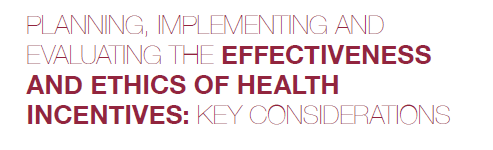 PLANNING, IMPLEMENTING AND
EVALUATING THE EFFECTIVENESS
AND ETHICS OF HEALTH
INCENTIVES: KEY CONSIDERATIONS